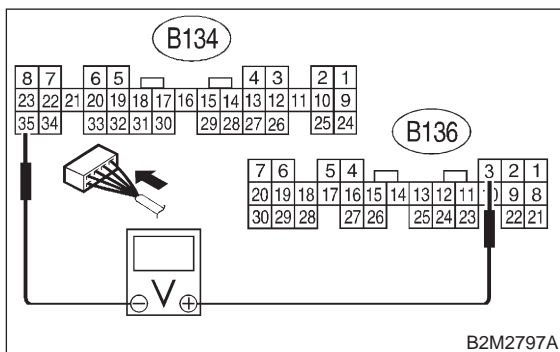 B134
8 7 6 5 4 3 2 1
23 22 21 20 19 18 17 16 15 14 13 12 11 10 9
35 34 33 32 31 30 29 28 27 26 25 24
B136
7 6 5 4 3 2 1
20 19 18 17 16 15 14 13 12 11 9 8
30 29 28 27 26 25 24 23 22 21
V
− +
B2M2797A